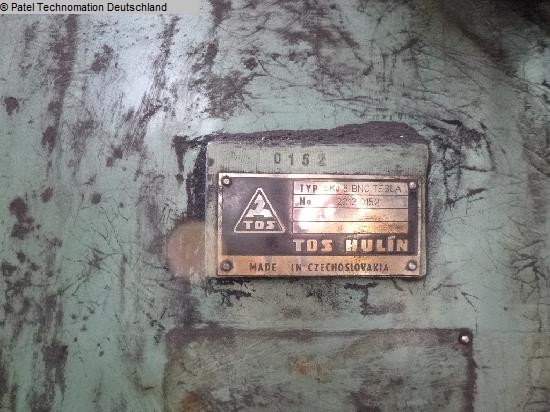 © Patel Technomation Deutschland
0152
TYP SKJ 8 BNC TESLA
No 2212 0152
TOS
TOS HULÍN
MADE IN CZECHOSLOVAKIA